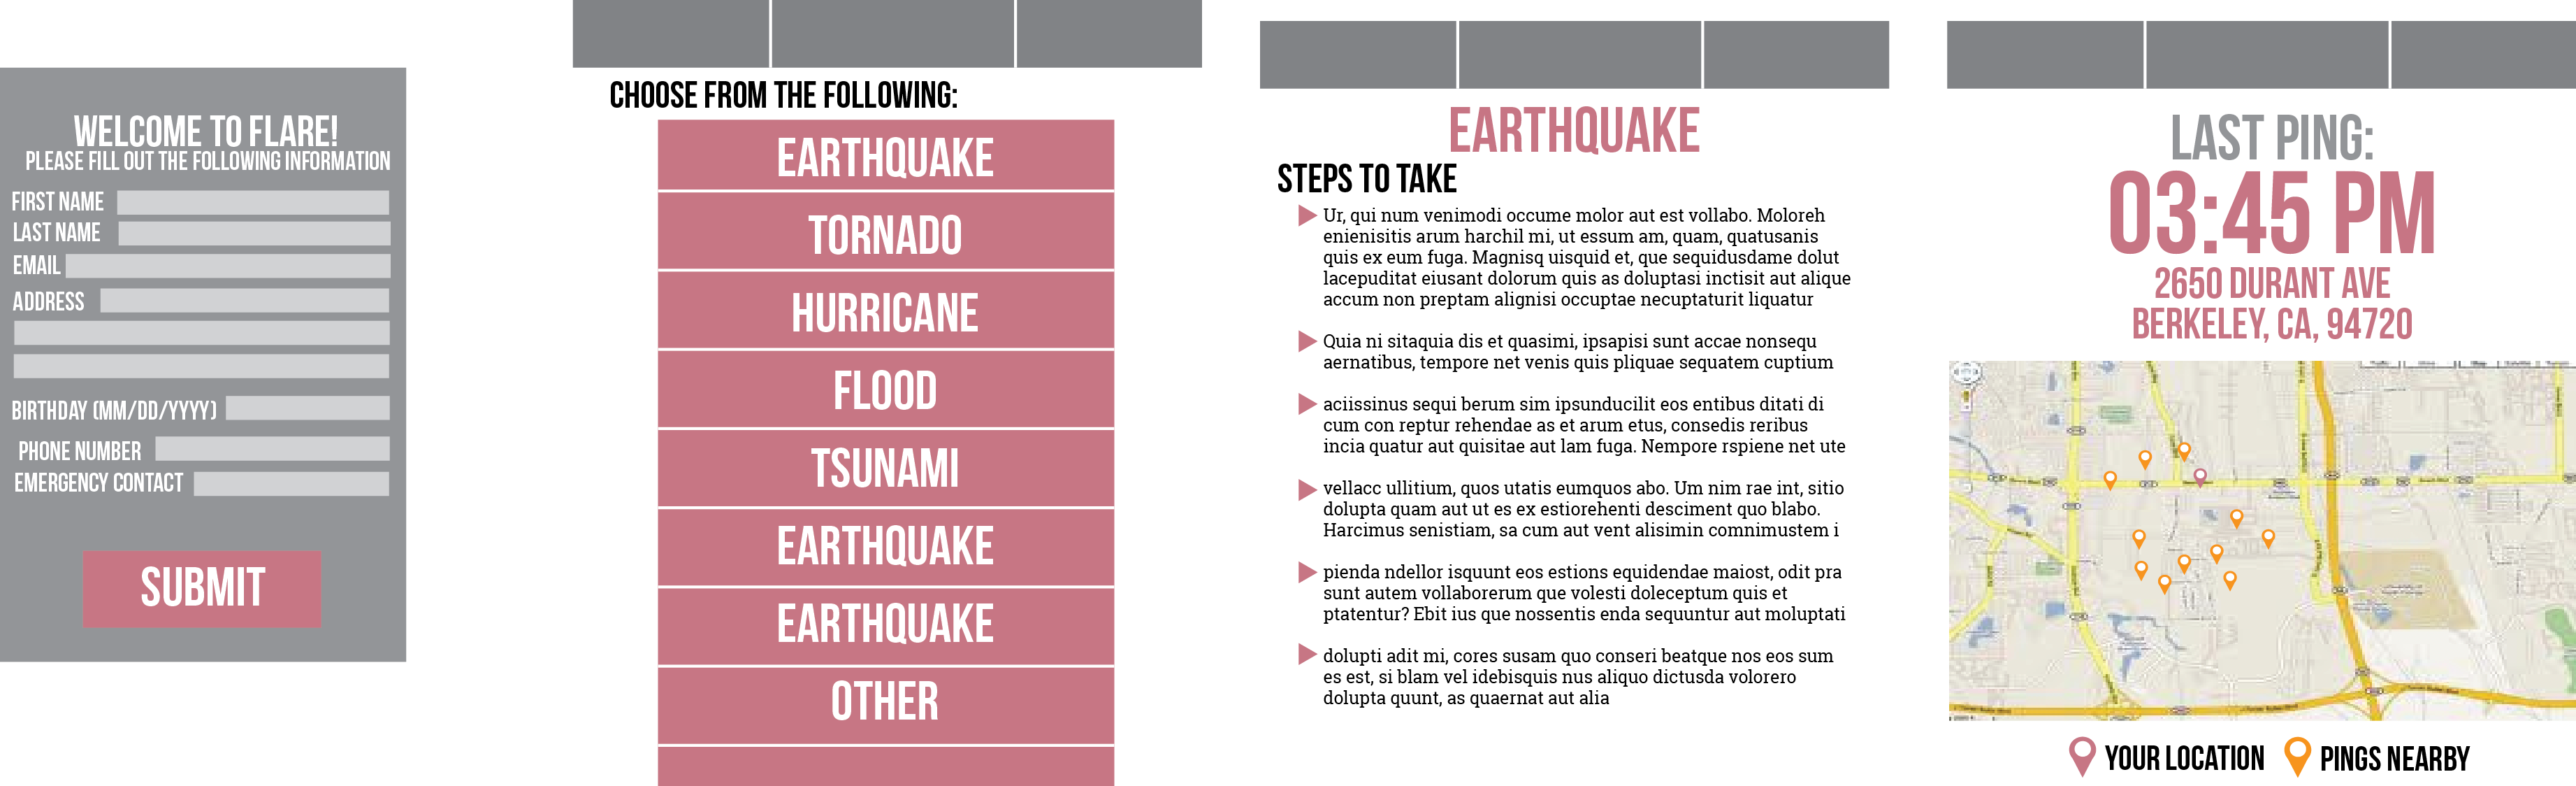 WELCOME TO FLARE!
PLEASE FILL OUT THE FOLLOWING INFORMATION
FIRST NAME
LAST NAME
EMAIL
ADDRESS
BIRTHDAY (MM/DD/YYYY)
PHONE NUMBER
EMERGENCY CONTACT
SUBMIT
CHOOSE FROM THE FOLLOWING:
EARTHQUAKE
TORNADO
HURRICANE
FLOOD
TSUNAMI
EARTHQUAKE
EARTHQUAKE
OTHER
EARTHQUAKE
STEPS TO TAKE
Ur, qui num venimodi occume molor aut est vollabo. Moloreh
enienisitis arum harchil mi, ut essum am, quam, quatusanis
quis ex eum fuga. Magnisq uisquid et, que sequidusdame dolut
lacepuditat eiusant dolorum quis as doluptasi inctisit aut alique
accum non preptam alignisi occuptae necuptaturit liquatur
Quia ni sitaquia dis et quasimi, ipsapisi sunt accae nonsequ
aernatibus, tempore net venis quis pliquae sequatem cuptium
aciissinus sequi berum sim ipsunducilit eos entibus ditati di
cum con reptur rehendae as et arum etus, consedis reribus
incia quatur aut quisitae aut lam fuga. Nempore rspiene net ute
vellacc ullitium, quos utatis eumquos abo. Um nim rae int, sitio
dolupta quam aut ut es ex estiorehenti desciment quo blabo.
Harcimus senistiam, sa cum aut vent alisimin comnimustem i
pienda ndellor isquunt eos estions equidendae maiost, odit pra
sunt autem vollaborerum que volesti doleceptum quis et
ptatentur? Ebit ius que nossentis enda sequuntur aut moluptati
dolupti adit mi, cores susam quo conseri beatque nos eos sum
es est, si blam vel idebisquis nus aliquo dictusda volorero
dolupta quunt, as quaernat aut alia
LAST PING:
03:45 PM
2650 DURANT AVE
BERKELEY, CA, 94720
YOUR LOCATION
PINGS NEARBY